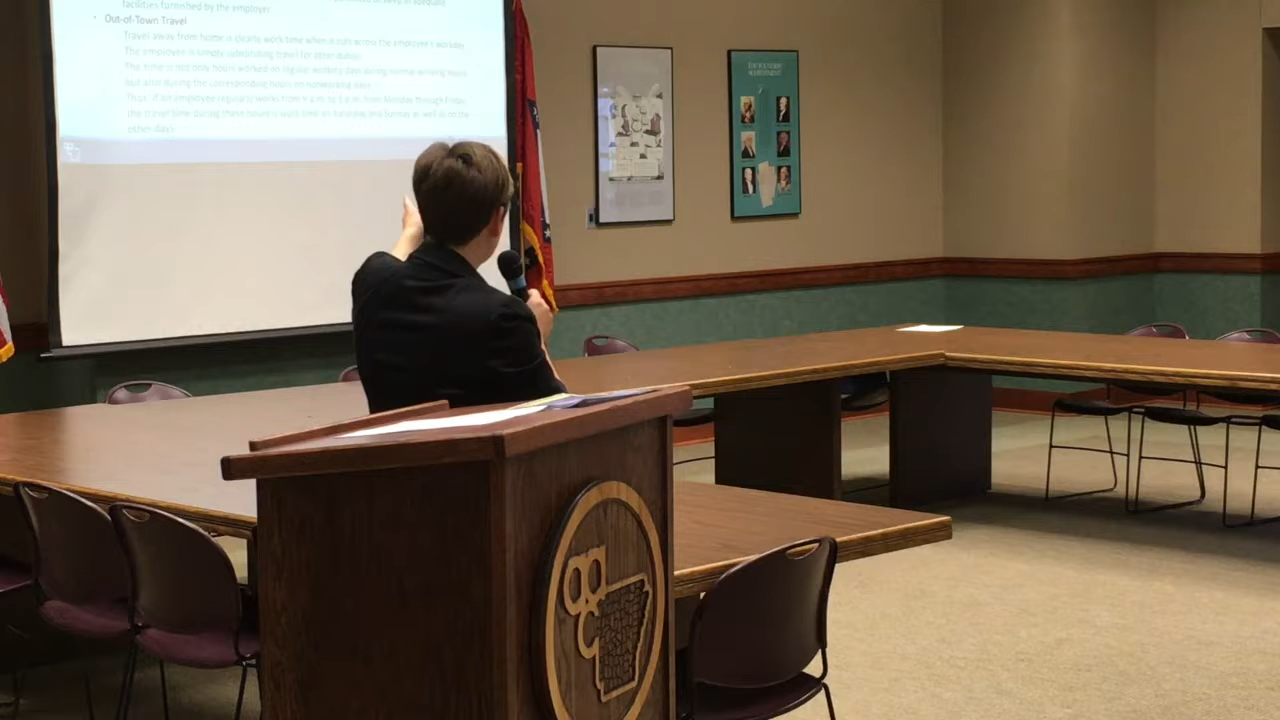 facilities furnished by the employer
• Out-of-Town Travel
Travel away from home is clearly work time when it cuts across the employee's workday.
The employee is simply substituting travel for other duties.
The time is not only hours worked on regular working days during normal working hours
but also during the corresponding hours on nonworking days.
Thus, if an employee regularly works from 9 a.m. to 5 p.m. from Monday through Friday,
the travel time during these hours is work time on Saturday and Sunday as well as on the
other days.